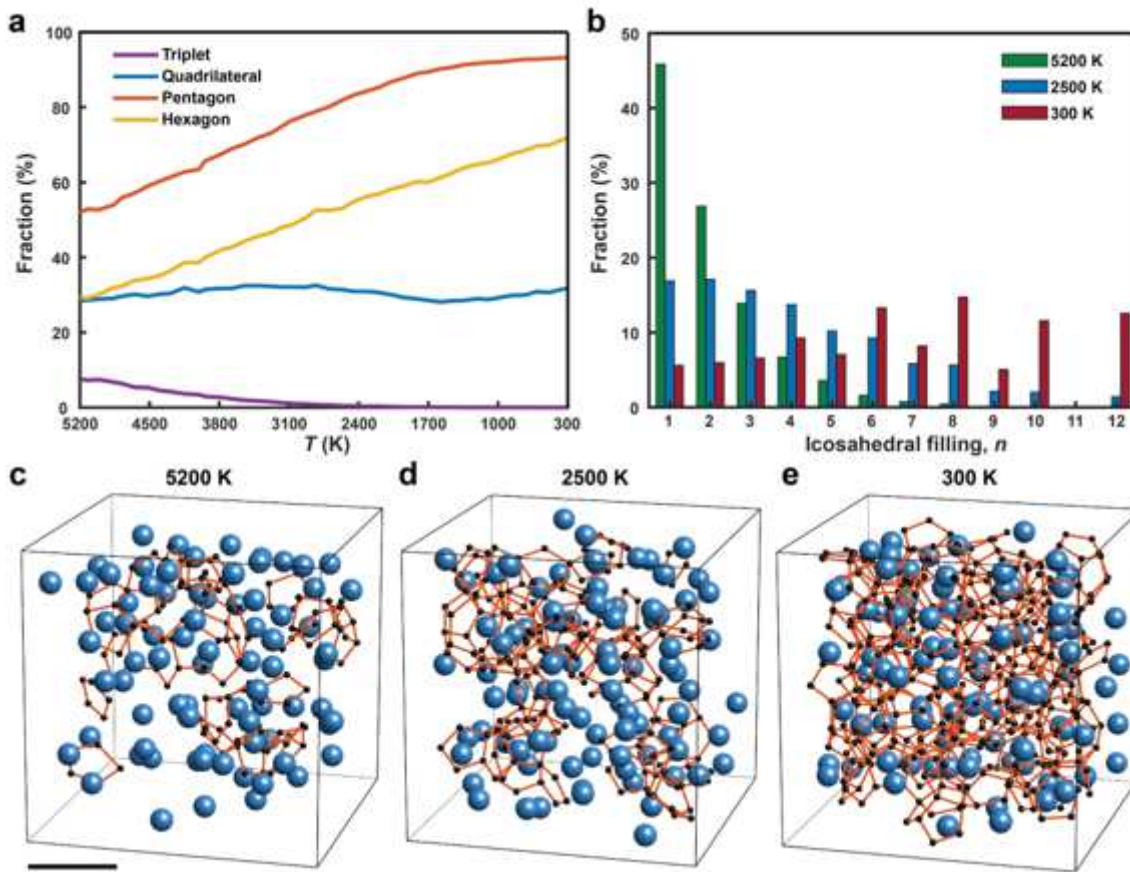 a
100
80
60
40
20
0
Fraction (%)
Triplet
Quadrilateral
Pentagon
Hexagon
5200 4500 3800 3100 2400 1700 1000 300
T (K)
b
50
40
30
20
10
0
Fraction (%)
5200 K
2500 K
300 K
1 2 3 4 5 6 7 8 9 10 11 12
Icosahedral filling, n
c 5200 K
d 2500 K
e 300 K